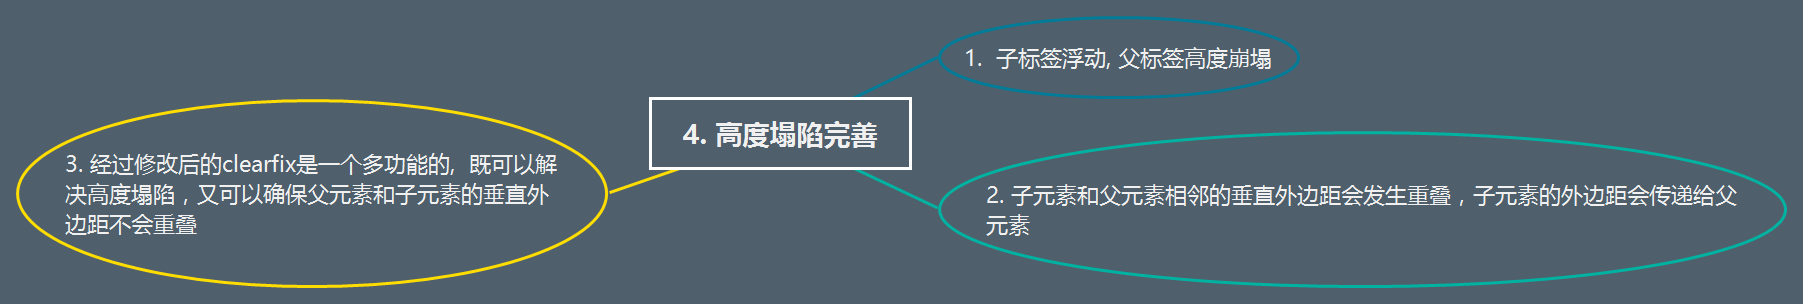 1.  子标签浮动, 父标签高度崩塌
4. 高度塌陷完善
3. 经过修改后的clearfix是一个多功能的,  既可以解
决高度塌陷，又可以确保父元素和子元素的垂直外
边距不会重叠
2. 子元素和父元素相邻的垂直外边距会发生重叠，子元素的外边距会传递给父
元素